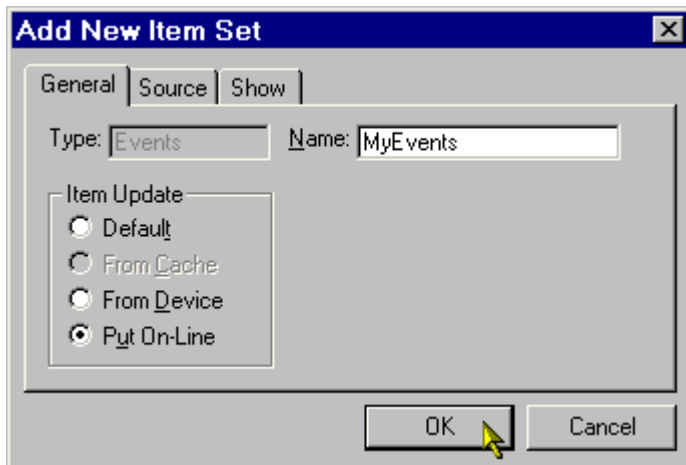 Add New Item Set
General Source Show
Type: Events Name: MyEvents
Item Update
Default
From Cache
From Device
Put On-Line
OK Cancel